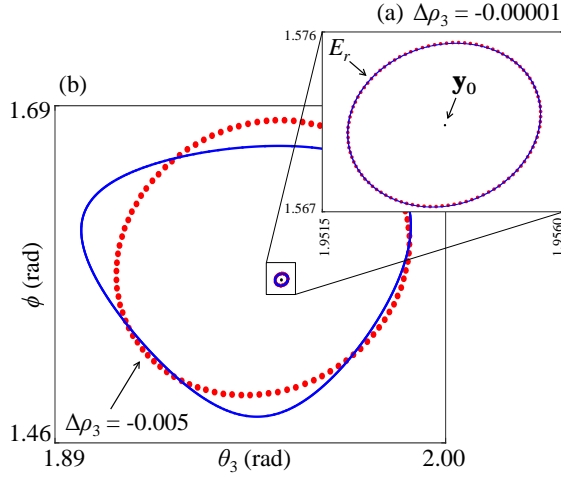 (a) Δρ₃ = -0.00001
1.576
E_r
y₀
1.567
1.9515
1.9560
(b)
1.69
ϕ (rad)
Δρ₃ = -0.005
1.46
1.89
θ₃ (rad)
2.00